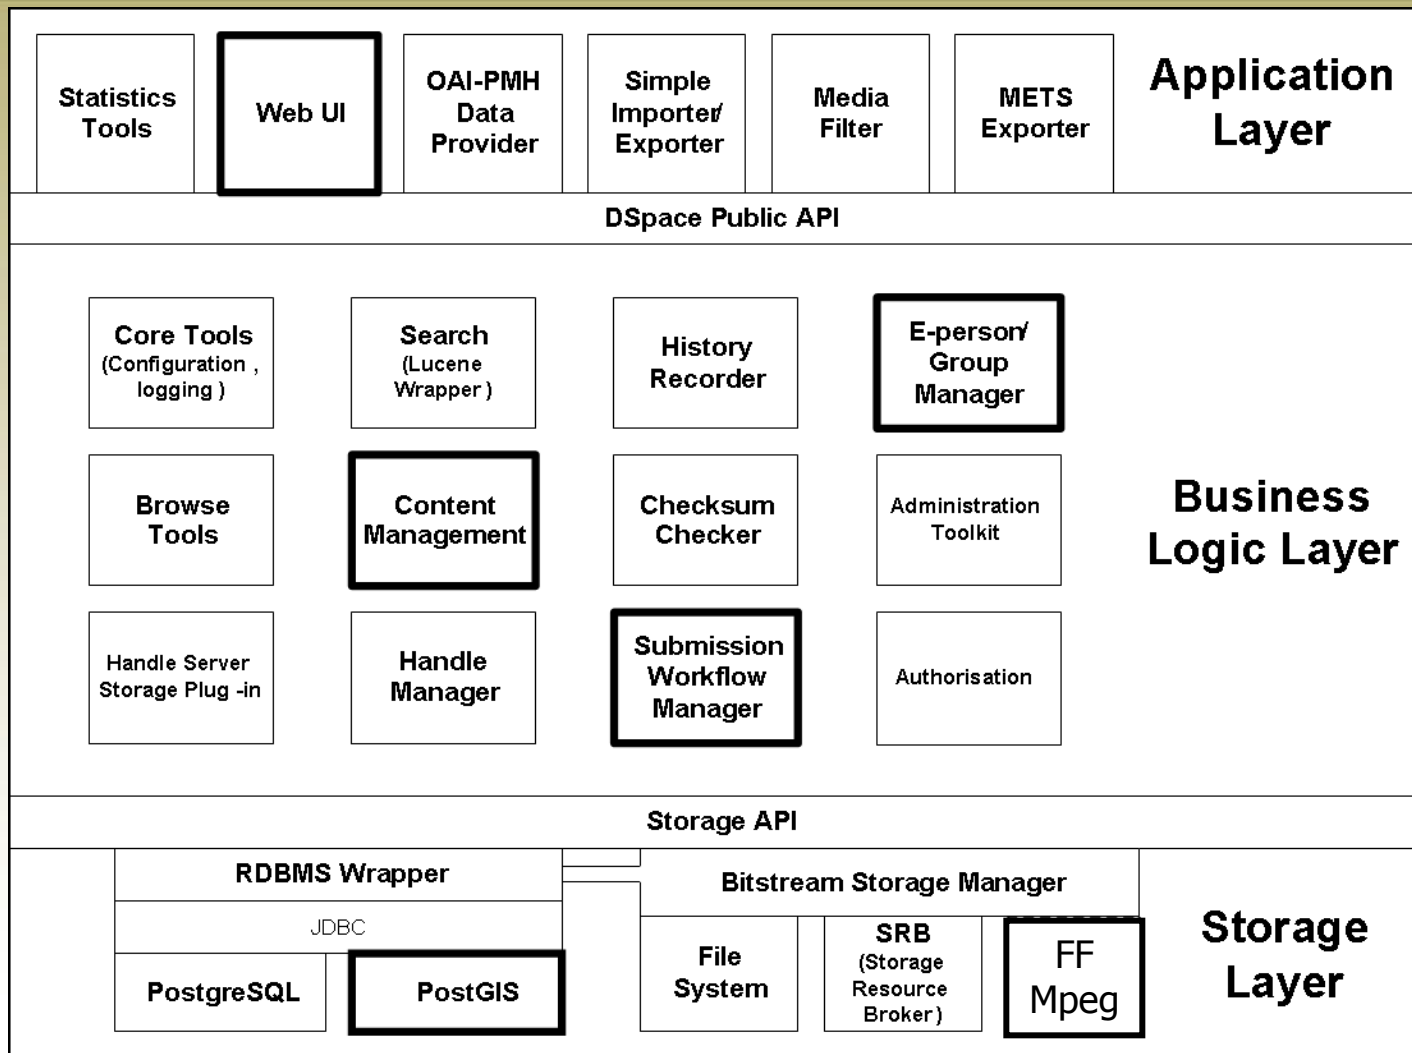 Statistics
Tools
Web UI
OAI-PMH
Data
Provider
Simple
Importer/
Exporter
Media
Filter
METS
Exporter
Application
Layer
DSpace Public API
Core Tools
(Configuration ,
logging )
Search
(Lucene
Wrapper )
History
Recorder
E-person/
Group
Manager
Browse
Tools
Content
Management
Checksum
Checker
Administration
Toolkit
Business
Logic Layer
Handle Server
Storage Plug -in
Handle
Manager
Submission
Workflow
Manager
Authorisation
Storage API
RDBMS Wrapper
JDBC
PostgreSQL
PostGIS
Bitstream Storage Manager
File
System
SRB
(Storage
Resource
Broker )
FF
Mpeg
Storage
Layer